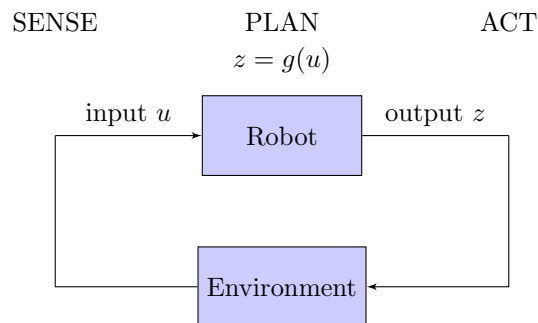 SENSE PLAN ACT
z = g(u)
input u output z
Robot
Environment